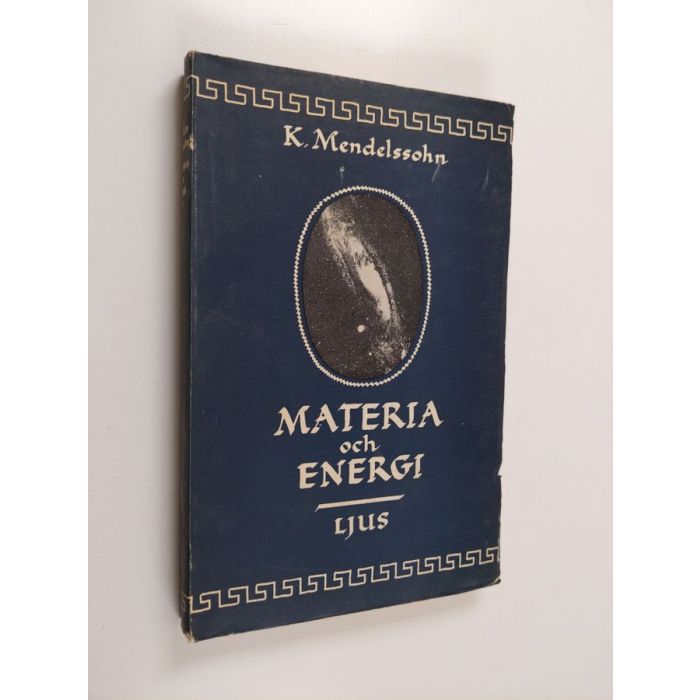 K. Mendelssohn
MATERIA
och
ENERGI
LJUS